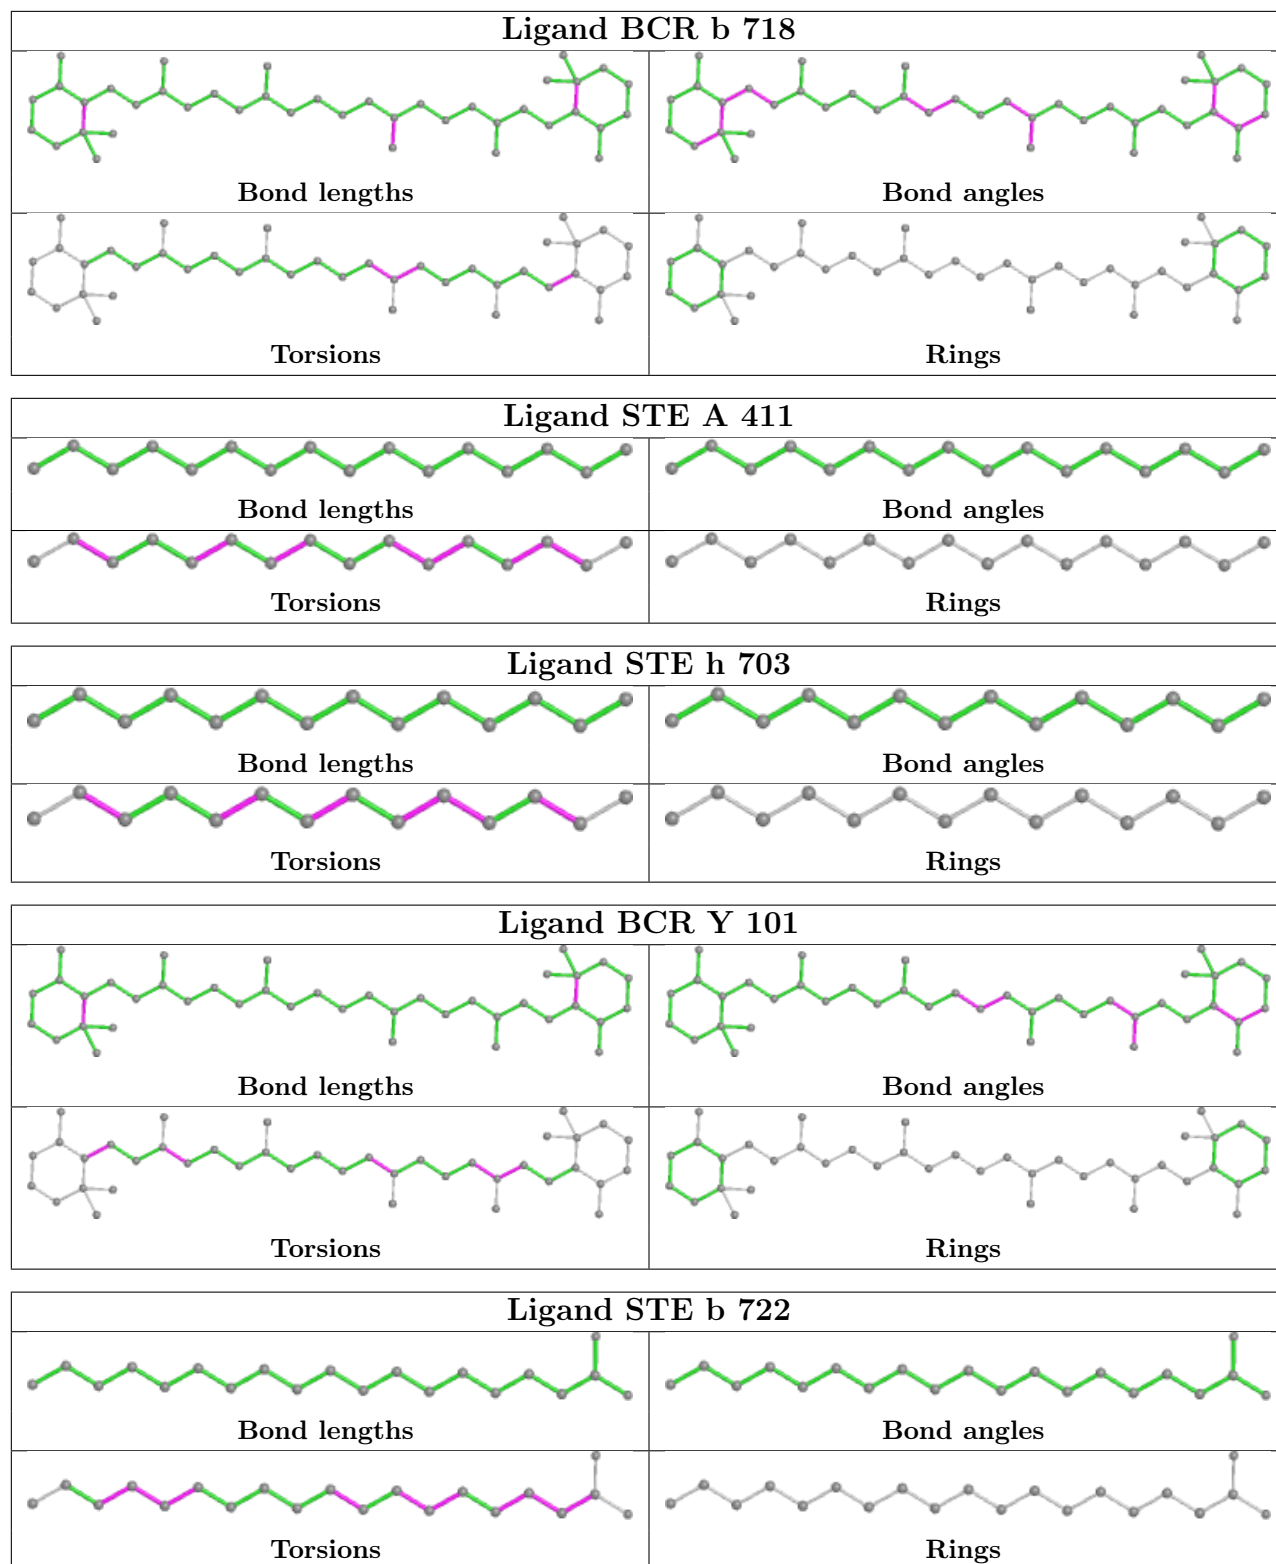 Ligand BCR b 718
Bond lengths
Bond angles
Torsions
Rings
Ligand STE A 411
Bond lengths
Bond angles
Torsions
Rings
Ligand STE h 703
Bond lengths
Bond angles
Torsions
Rings
Ligand BCR Y 101
Bond lengths
Bond angles
Torsions
Rings
Ligand STE b 722
Bond lengths
Bond angles
Torsions
Rings